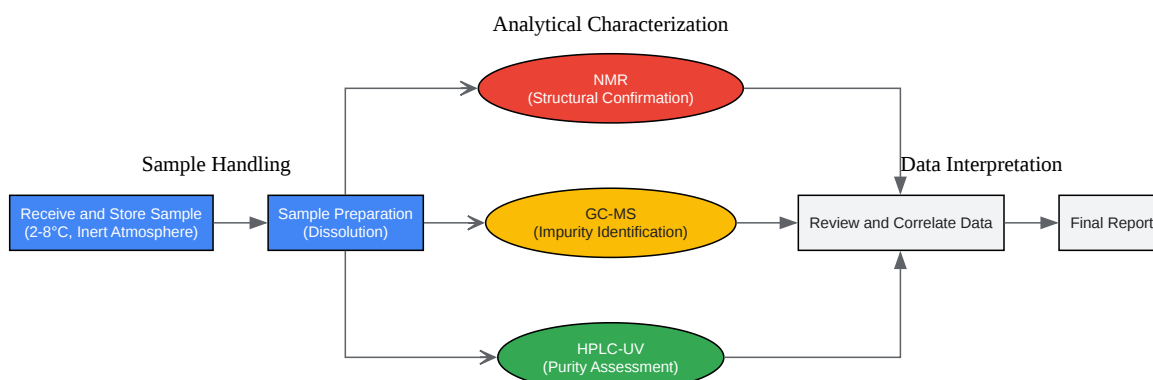 Analytical Characterization
NMR
(Structural Confirmation)
Sample Handling
Data Interpretation
Receive and Store Sample
(2-8°C, Inert Atmosphere)
Sample Preparation
(Dissolution)
GC-MS
(Impurity Identification)
Review and Correlate Data
Final Report
HPLC-UV
(Purity Assessment)